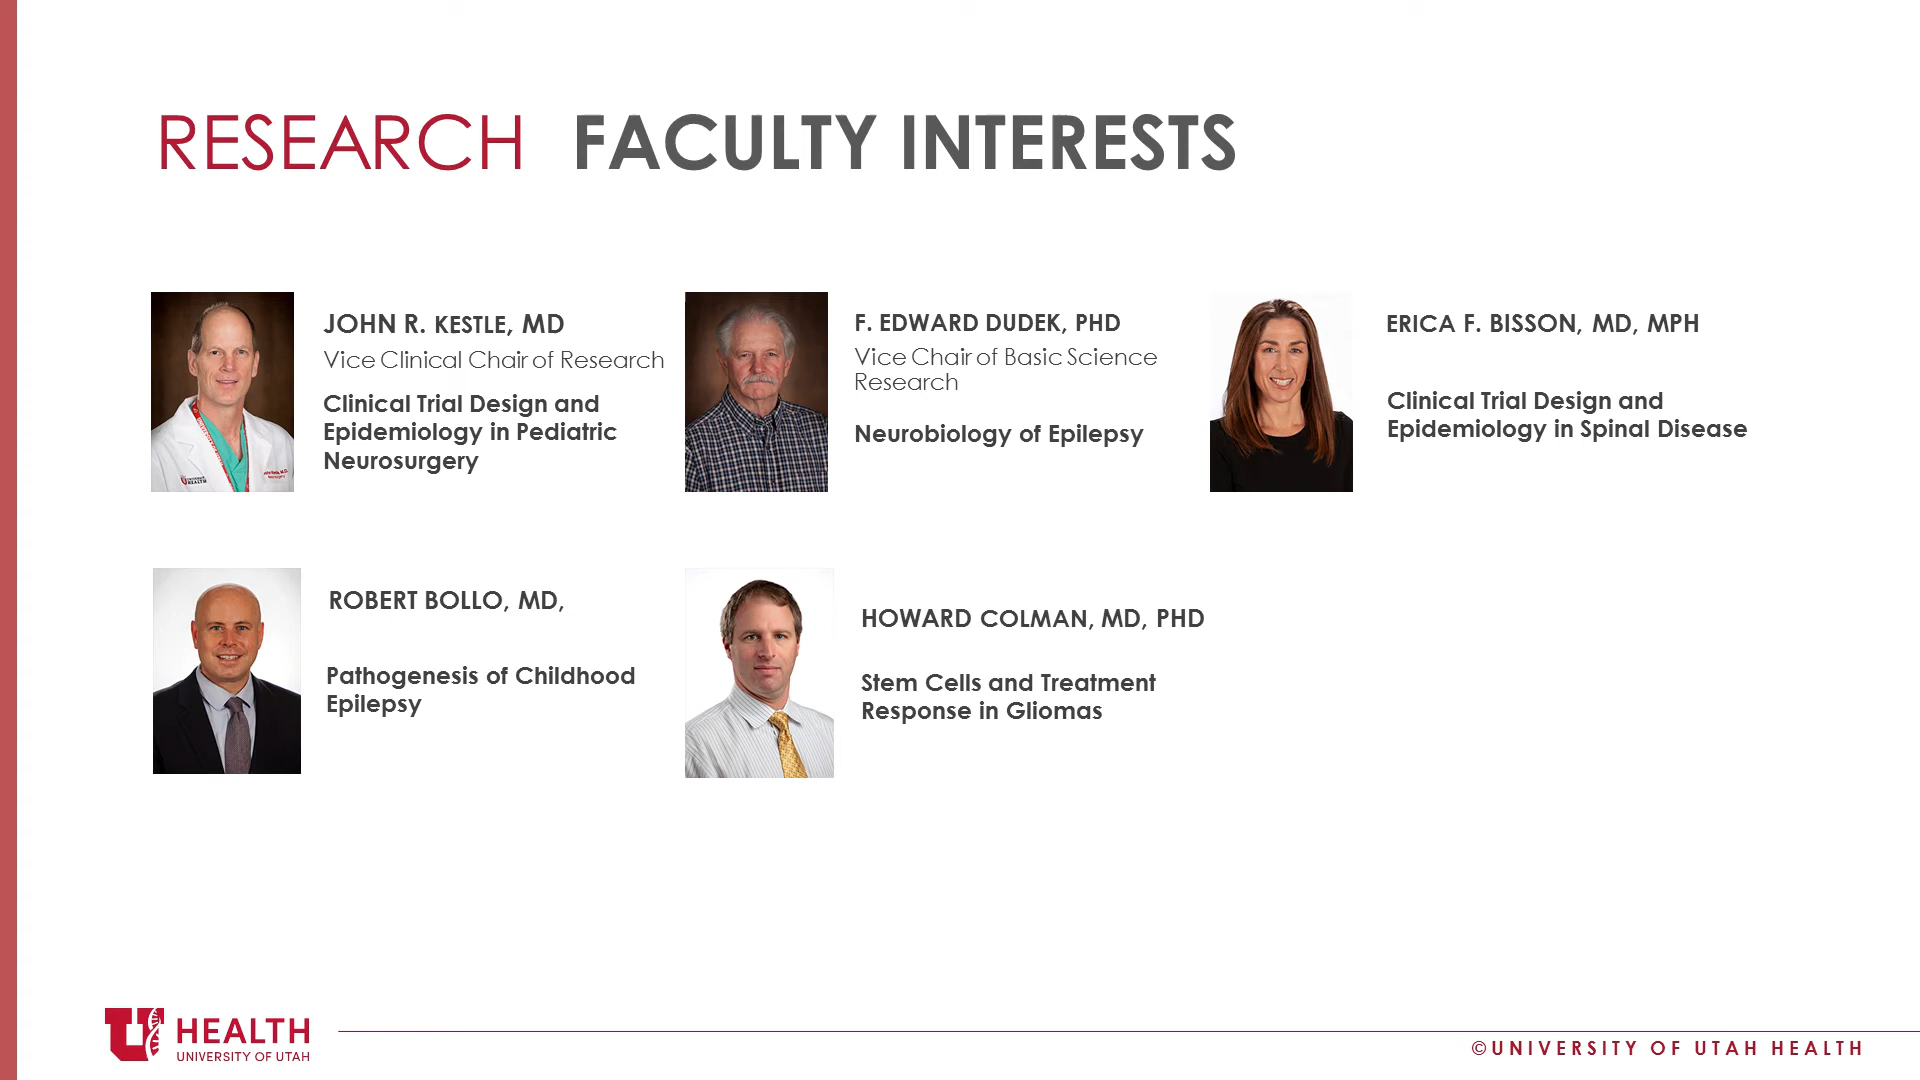 RESEARCH FACULTY INTERESTS
JOHN R. KESTLE, MD
Vice Clinical Chair of Research
Clinical Trial Design and
Epidemiology in Pediatric
Neurosurgery
F. EDWARD DUDEK, PHD
Vice Chair of Basic Science
Research
Neurobiology of Epilepsy
ERICA F. BISSON, MD, MPH
Clinical Trial Design and
Epidemiology in Spinal Disease
ROBERT BOLLO, MD,
Pathogenesis of Childhood
Epilepsy
HOWARD COLMAN, MD, PHD
Stem Cells and Treatment
Response in Gliomas
U HEALTH
UNIVERSITY OF UTAH
©UNIVERSITY OF UTAH HEALTH